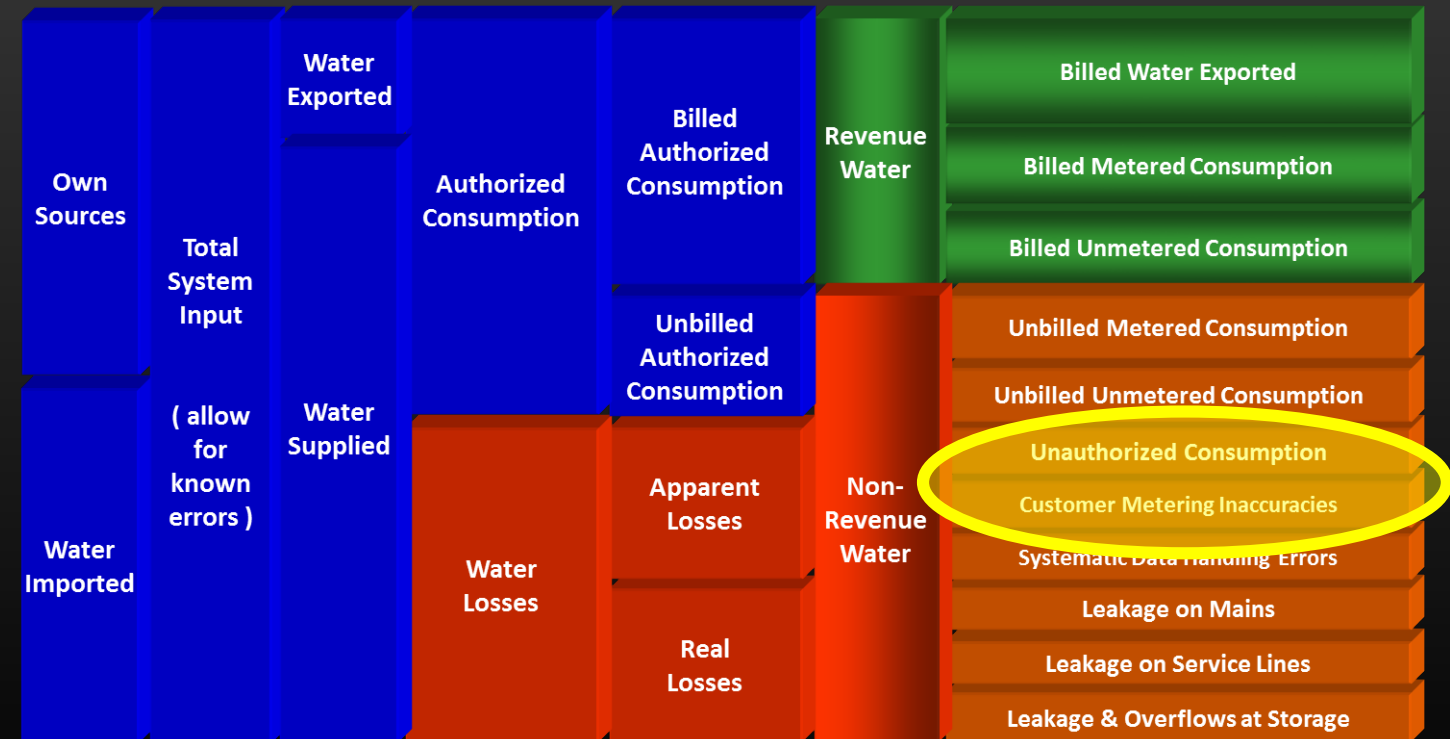 Own
Sources
Water
Imported
Total
System
Input
( allow
for
known
errors )
Water
Exported
Water
Supplied
Authorized
Consumption
Water
Losses
Billed
Authorized
Consumption
Unbilled
Authorized
Consumption
Apparent
Losses
Real
Losses
Revenue
Water
Non-
Revenue
Water
Billed Water Exported
Billed Metered Consumption
Billed Unmetered Consumption
Unbilled Metered Consumption
Unbilled Unmetered Consumption
Unauthorized Consumption
Customer Metering Inaccuracies
Systematic Data Handling Errors
Leakage on Mains
Leakage on Service Lines
Leakage & Overflows at Storage